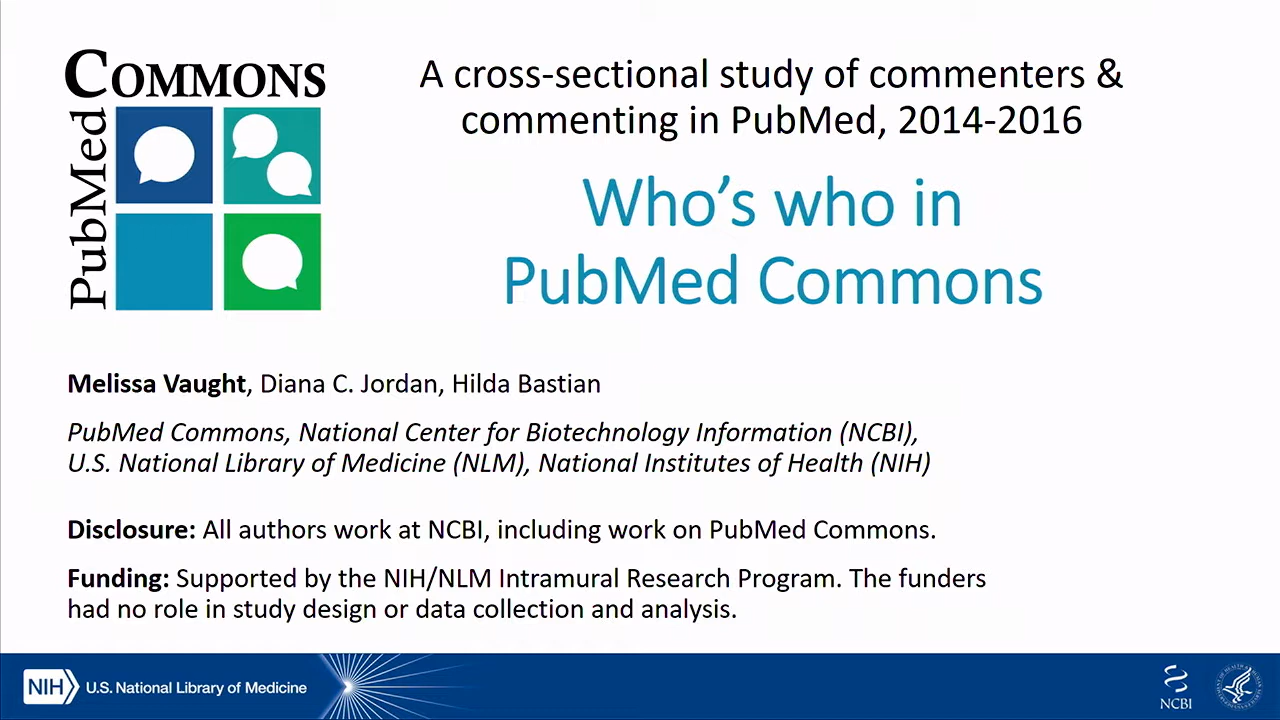 COMMONS
PubMed
A cross-sectional study of commenters &
commenting in PubMed, 2014-2016
Who's who in
PubMed Commons
Melissa Vaught, Diana C. Jordan, Hilda Bastian
PubMed Commons, National Center for Biotechnology Information (NCBI),
U.S. National Library of Medicine (NLM), National Institutes of Health (NIH)
Disclosure: All authors work at NCBI, including work on PubMed Commons.
Funding: Supported by the NIH/NLM Intramural Research Program. The funders
had no role in study design or data collection and analysis.
NIH U.S. National Library of Medicine
NCBI